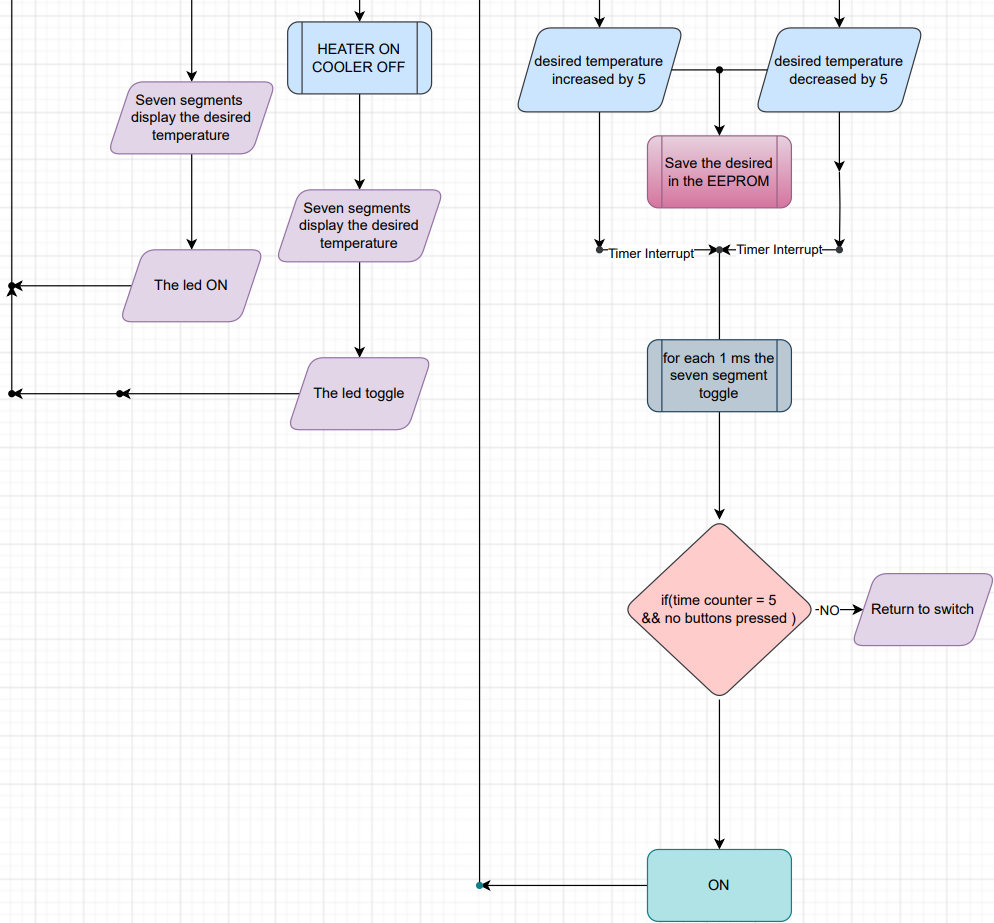 HEATER ON
COOLER OFF
Seven segments
display the desired
temperature
Seven segments
display the desired
temperature
The led ON
The led toggle
desired temperature
increased by 5
desired temperature
decreased by 5
Save the desired
in the EEPROM
Timer Interrupt
Timer Interrupt
for each 1 ms the
seven segment
toggle
if(time counter = 5
&& no buttons pressed )
NO
Return to switch
ON